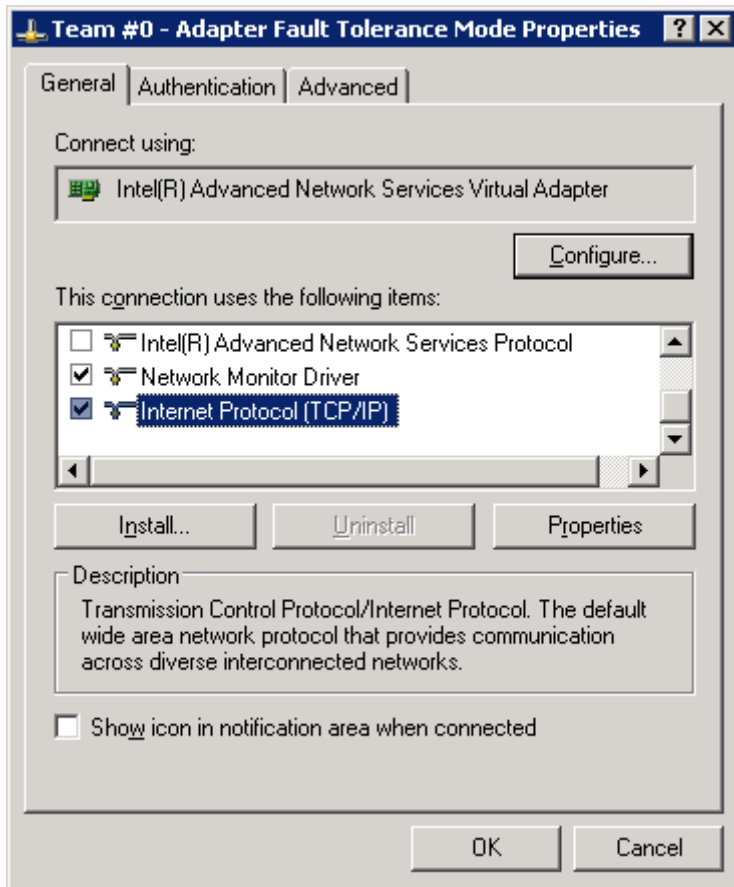 Team #0 - Adapter Fault Tolerance Mode Properties
General Authentication Advanced
Connect using:
Intel(R) Advanced Network Services Virtual Adapter
Configure...
This connection uses the following items:
Intel(R) Advanced Network Services Protocol
Network Monitor Driver
Internet Protocol (TCP/IP)
Install... Uninstall Properties
Description
Transmission Control Protocol/Internet Protocol. The default
wide area network protocol that provides communication
across diverse interconnected networks.
Show icon in notification area when connected
OK Cancel